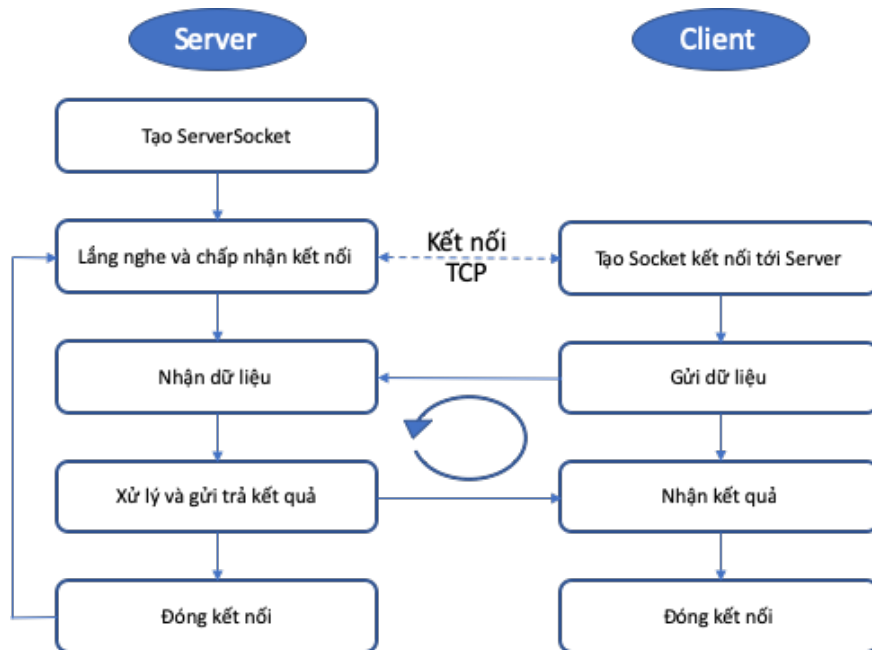 Server
Client
Tạo ServerSocket
Lắng nghe và chấp nhận kết nối
Kết nối
TCP
Tạo Socket kết nối tới Server
Nhận dữ liệu
Gửi dữ liệu
Xử lý và gửi trả kết quả
Nhận kết quả
Đóng kết nối
Đóng kết nối